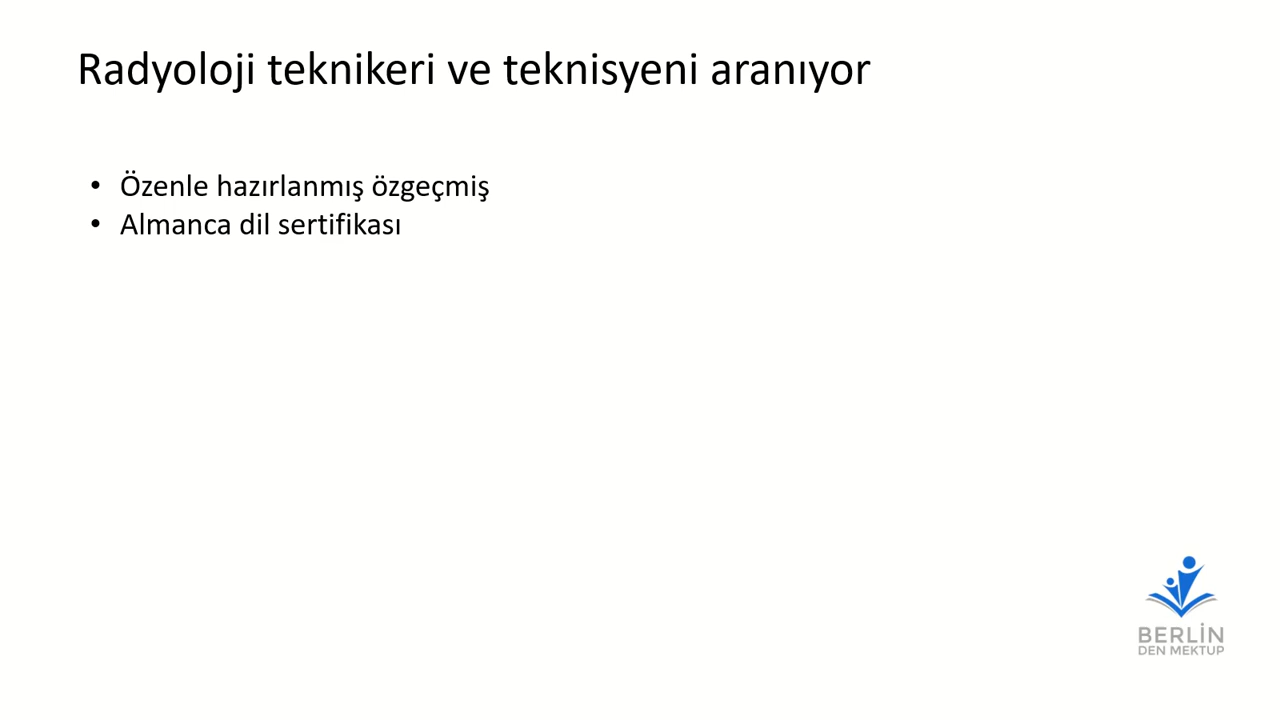 Radyoloji teknikeri ve teknisyeni aranıyor
• Özenle hazırlanmış özgeçmiş
• Almanca dil sertifikası
BERLİN
DEN MEKTUP